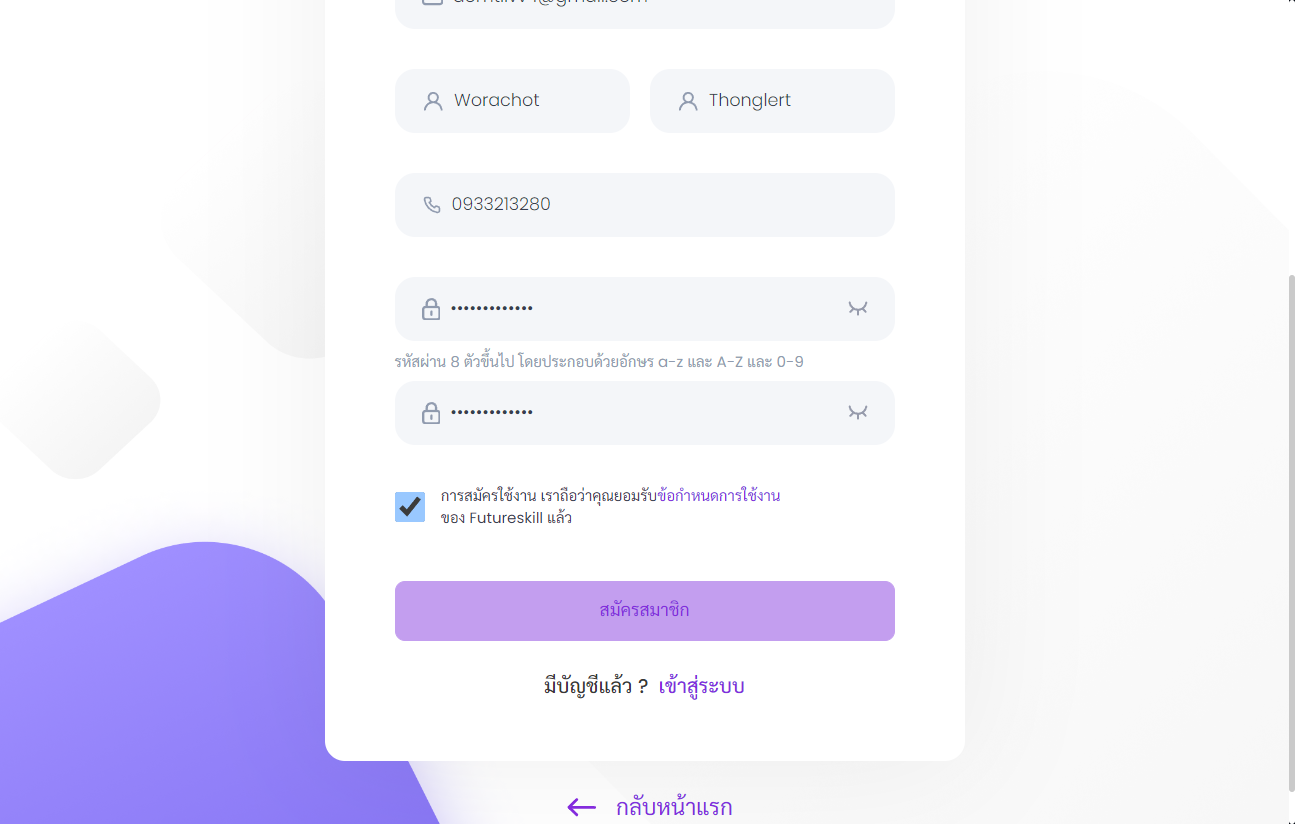 Worachot
Thonglert
0933213280
•••••••••••••
รหัสผ่าน 8 ตัวขึ้นไป โดยประกอบด้วยอักษร a-z และ A-Z และ 0-9
•••••••••••••
การสมัครใช้งาน เราถือว่าคุณยอมรับข้อกำหนดการใช้งาน
ของ Futureskill แล้ว
สมัครสมาชิก
มีบัญชีแล้ว ? เข้าสู่ระบบ
กลับหน้าแรก